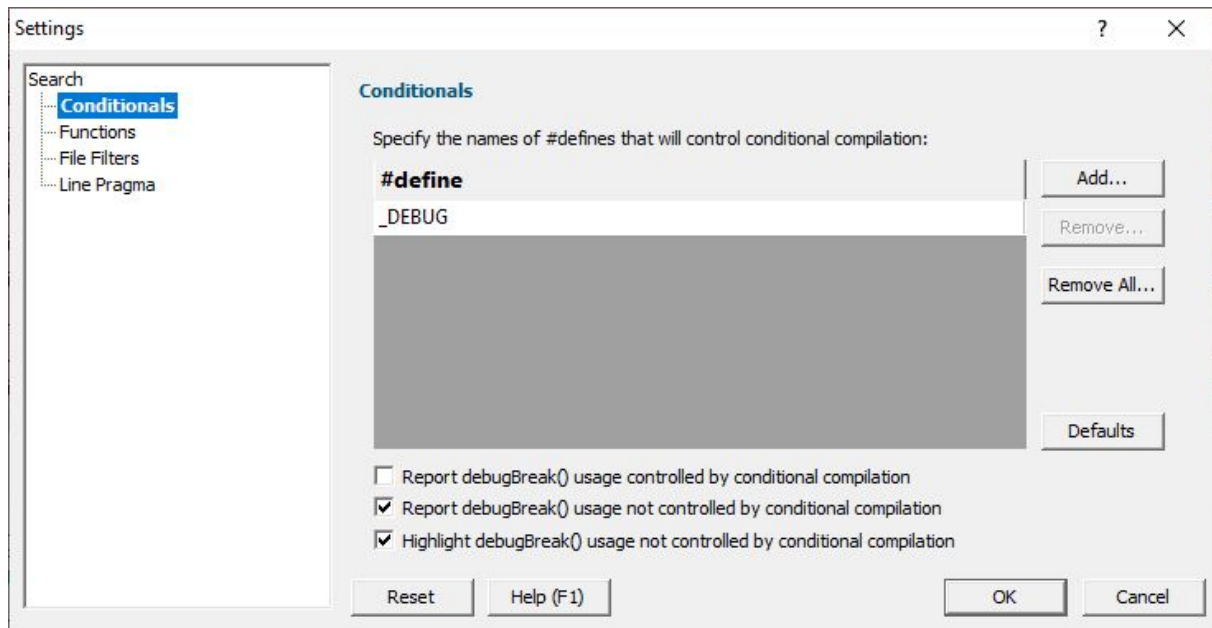 Settings
?
Search
Conditionals
Functions
File Filters
Line Pragma
Conditionals
Specify the names of #defines that will control conditional compilation:
#define
_DEBUG
Add...
Remove...
Remove All...
Defaults
Report debugBreak() usage controlled by conditional compilation
Report debugBreak() usage not controlled by conditional compilation
Highlight debugBreak() usage not controlled by conditional compilation
Reset
Help (F1)
OK
Cancel